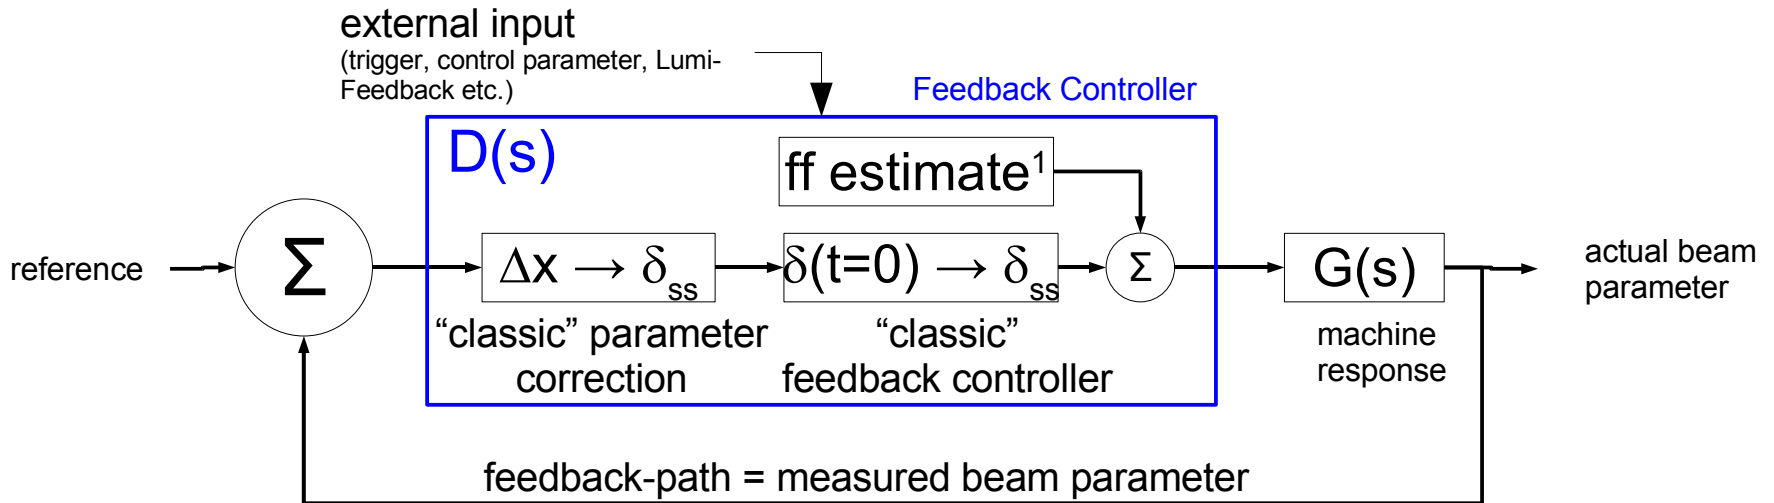 external input
(trigger, control parameter, Lumi-
Feedback etc.)
Feedback Controller
D(s)
ff estimate¹
reference
Σ
Δx → δss
δ(t=0) → δss
Σ
G(s)
actual beam
parameter
“classic” parameter
correction
“classic”
feedback controller
machine
response
feedback-path = measured beam parameter